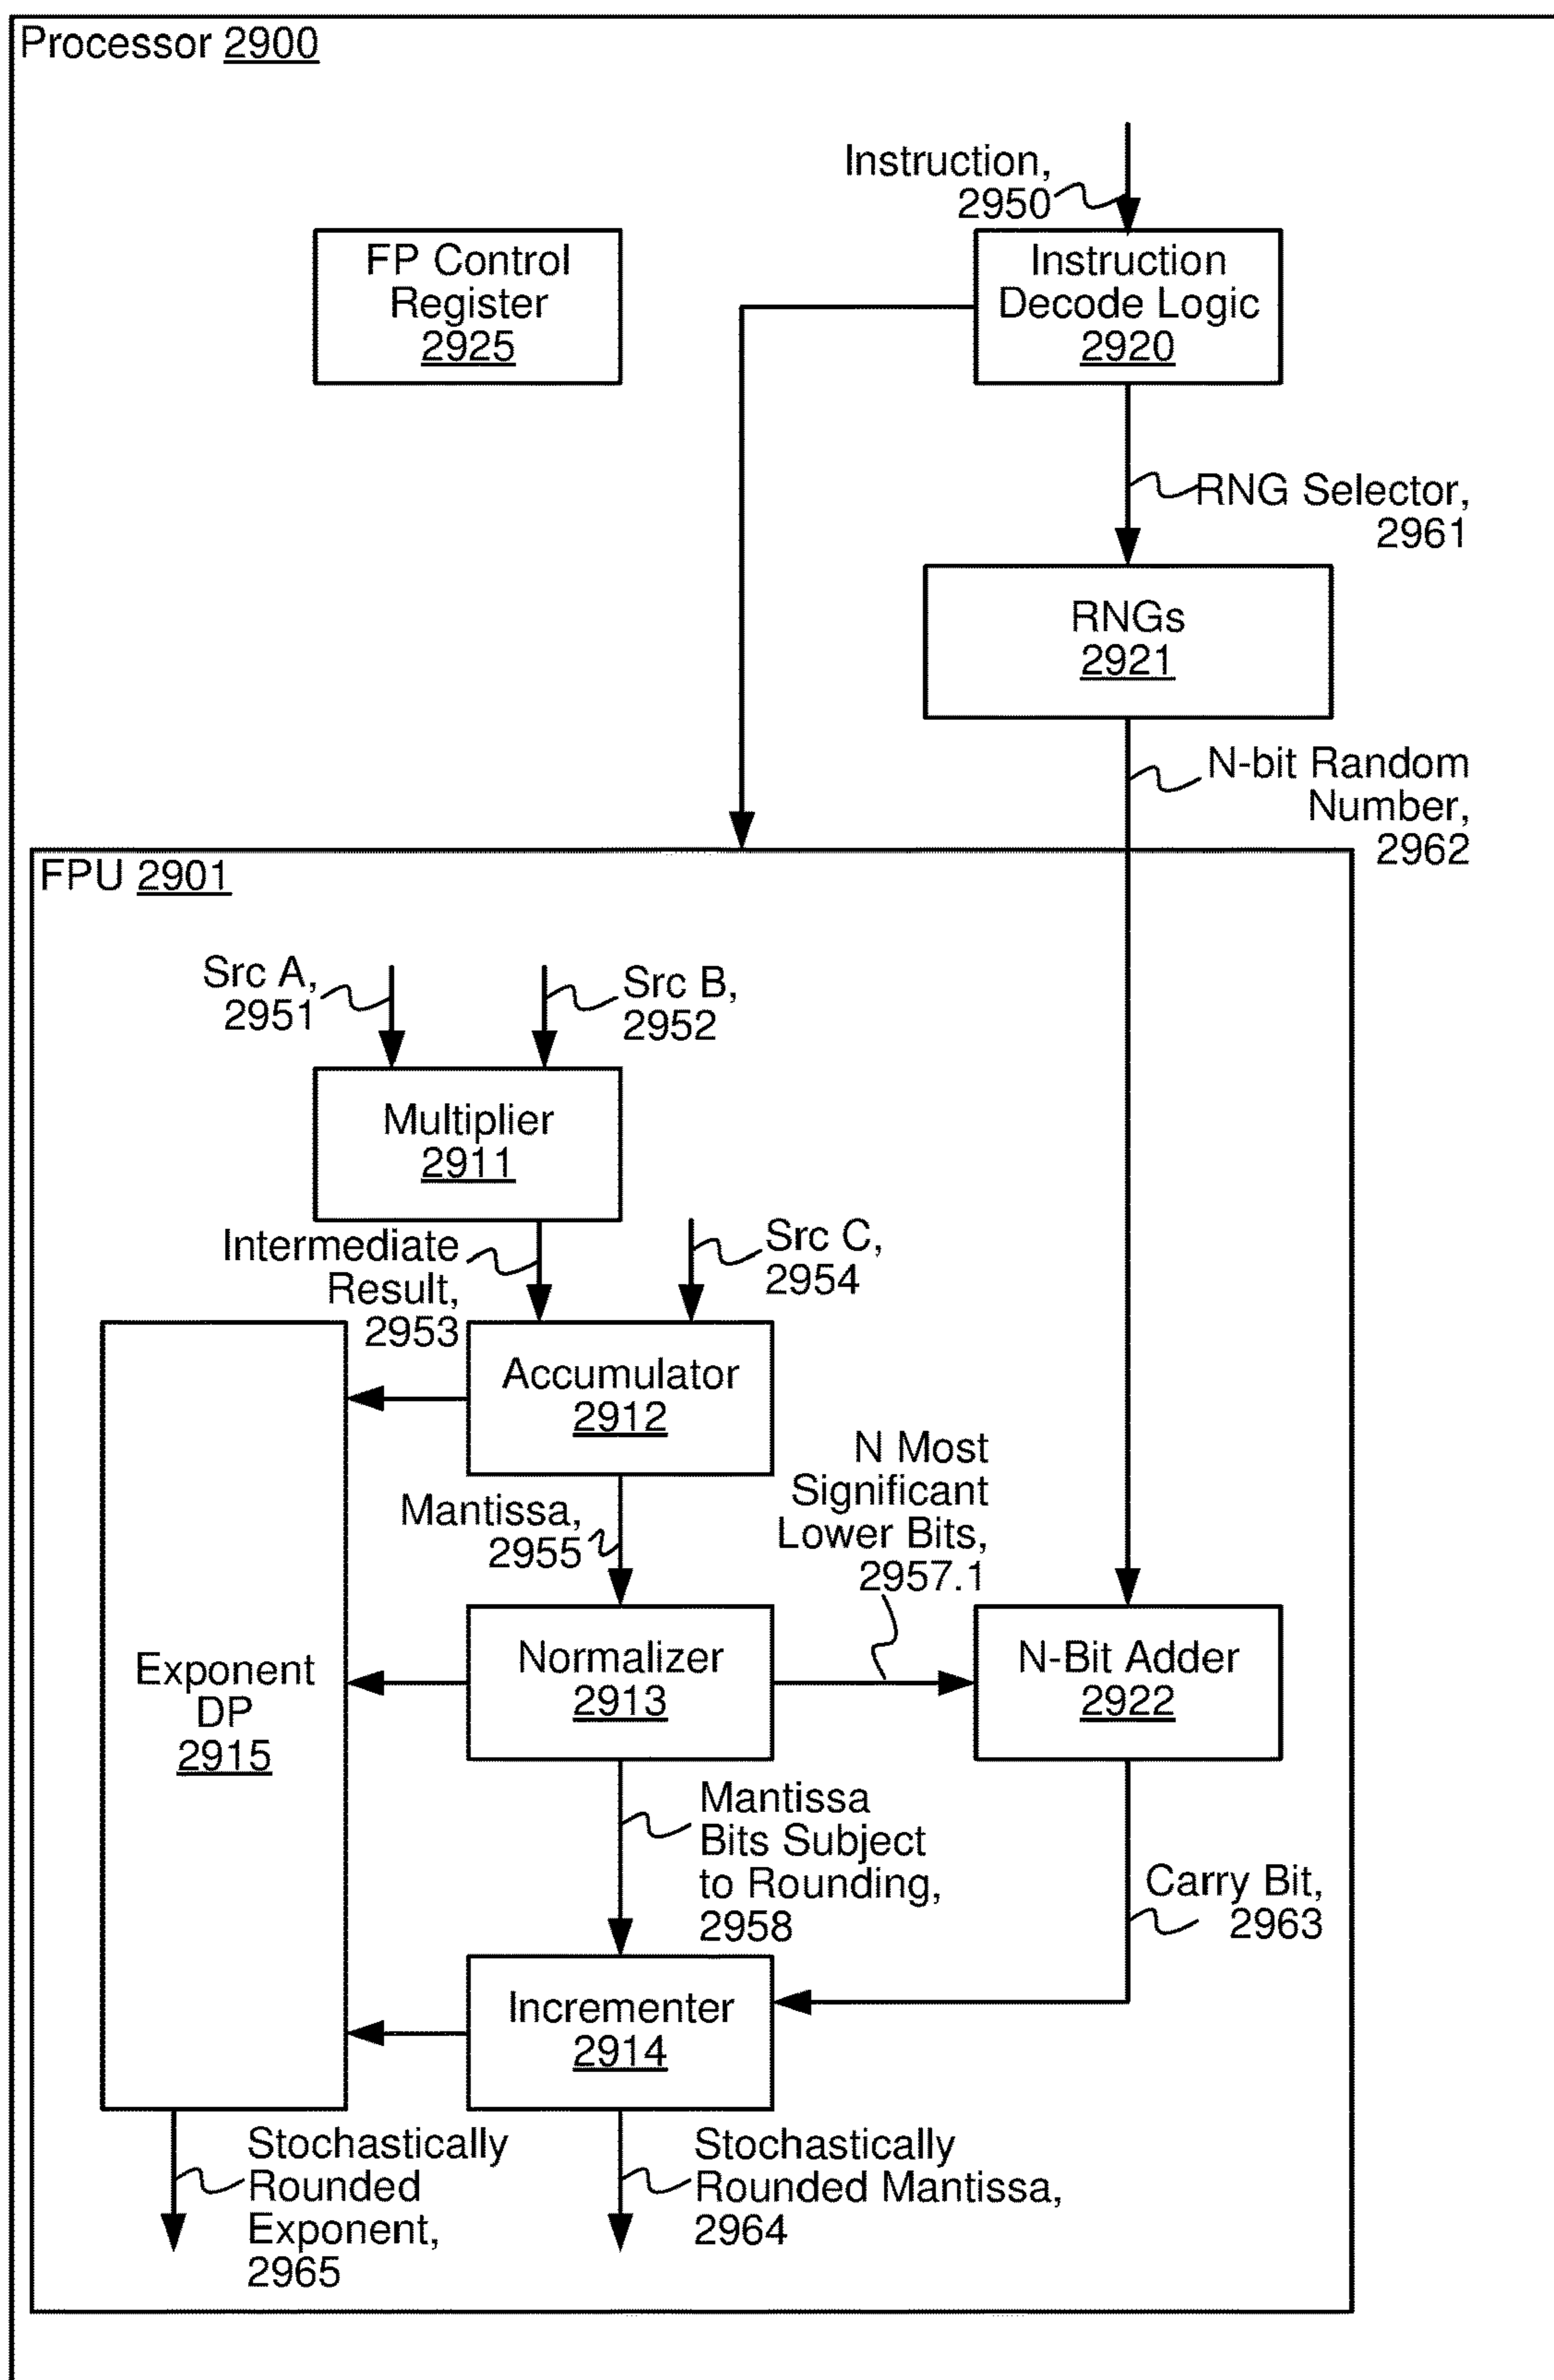 Processor 2900
Instruction,
2950
FP Control
Register
2925
Instruction
Decode Logic
2920
RNG Selector,
2961
RNGs
2921
N-bit Random
Number,
2962
FPU 2901
Src A,
2951
Src B,
2952
Multiplier
2911
Intermediate
Result,
2953
Src C,
2954
Accumulator
2912
N Most
Significant
Lower Bits,
2957.1
Mantissa,
2955
Exponent
DP
2915
Normalizer
2913
N-Bit Adder
2922
Mantissa
Bits Subject
to Rounding,
2958
Carry Bit,
2963
Incrementer
2914
Stochastically
Rounded
Exponent,
2965
Stochastically
Rounded Mantissa,
2964